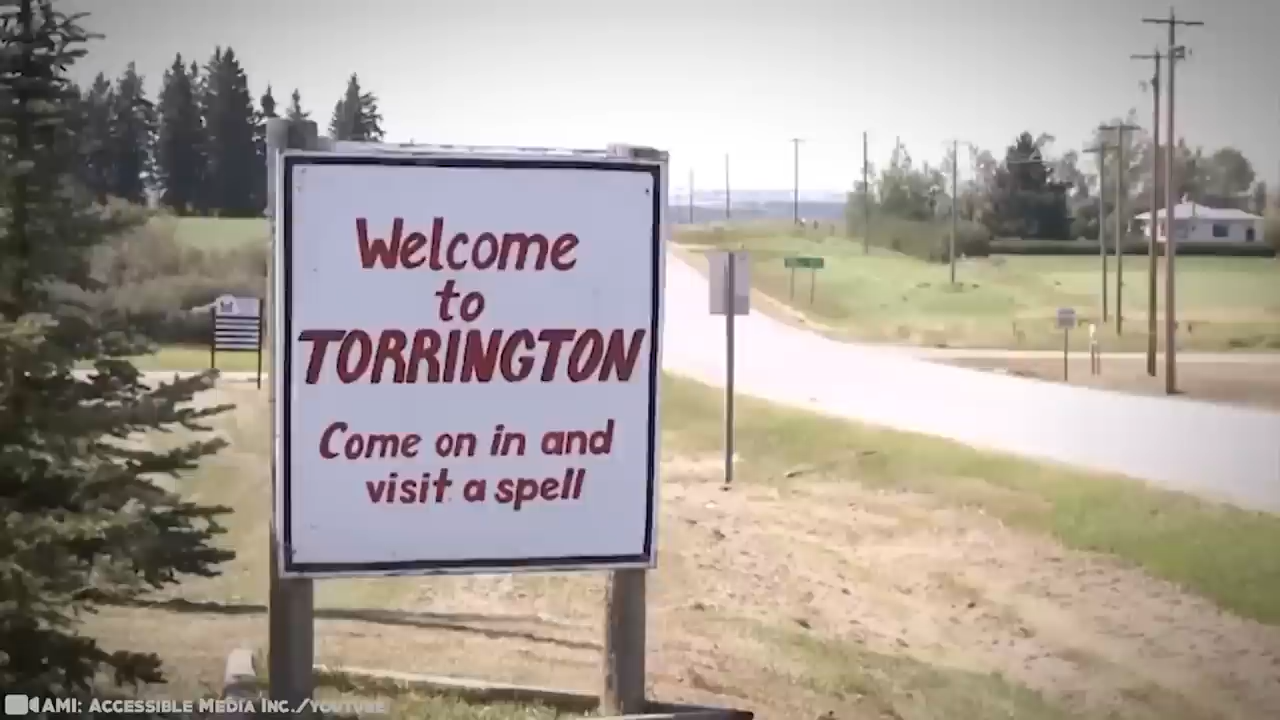 Welcome
to
TORRINGTON
Come on in and
visit a spell
AMI: ACCESSIBLE MEDIA INC./YOUTUBE